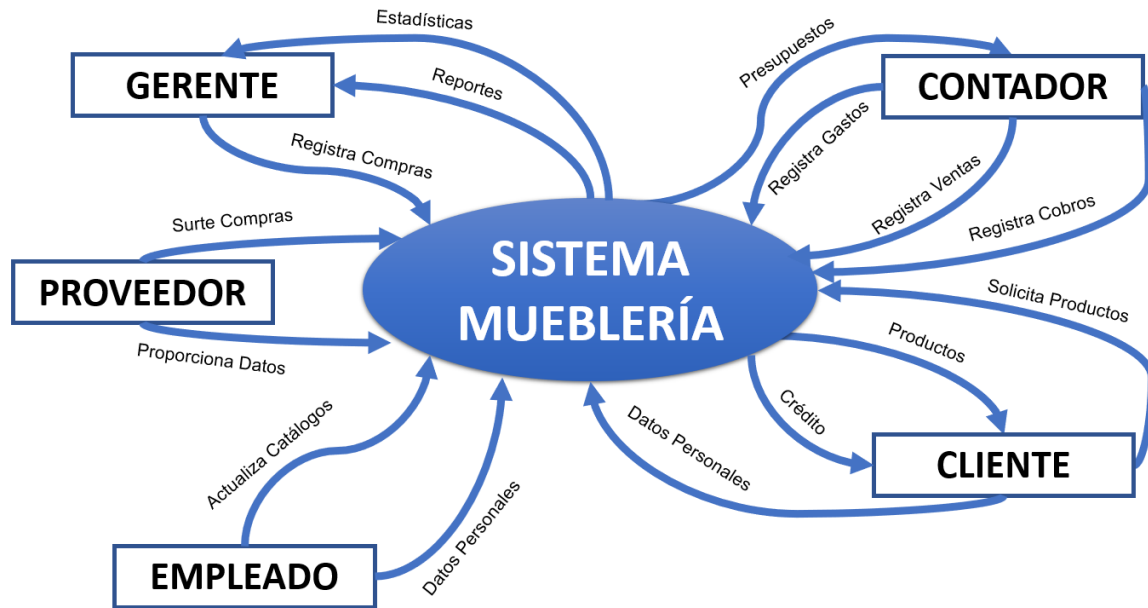 Estadísticas
GERENTE
Reportes
Registra Compras
Presupuestos
CONTADOR
Registra Gastos
Registra Ventas
Registra Cobros
Surte Compras
PROVEEDOR
Proporciona Datos
SISTEMA
MUEBLERÍA
Solicita Productos
Productos
Crédito
CLIENTE
Datos Personales
Actualiza Catálogos
Datos Personales
EMPLEADO